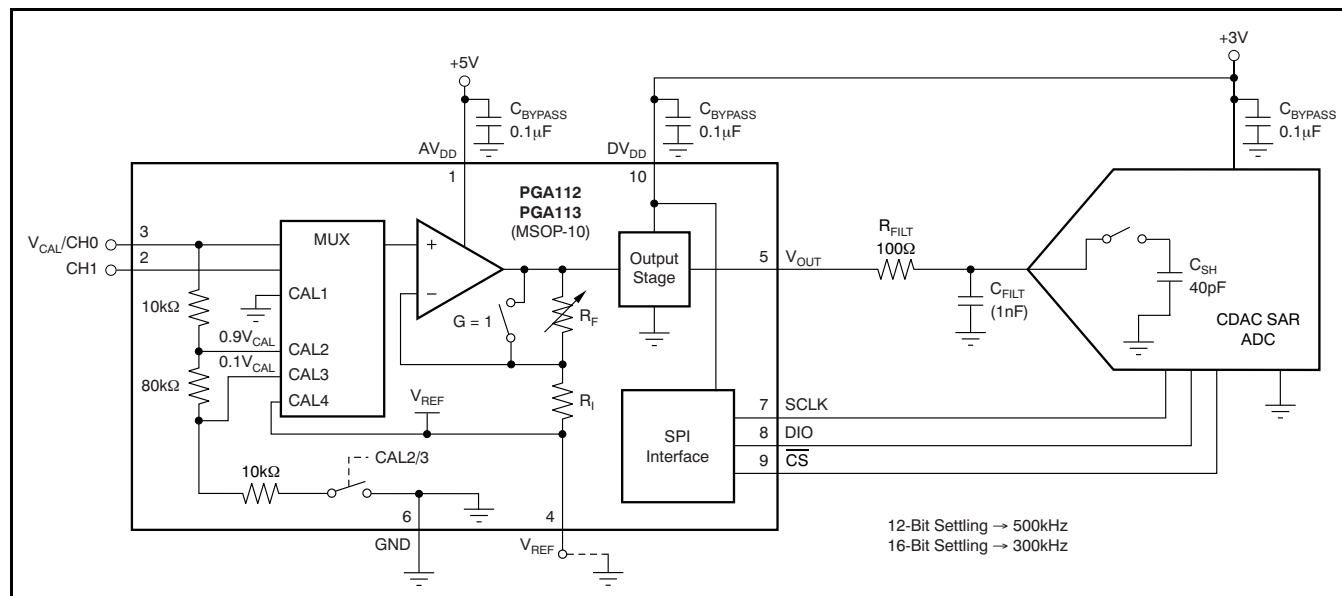 +3V
+5V
C_BYPASS
0.1μF
C_BYPASS
0.1μF
C_BYPASS
0.1μF
AV_DD
DV_DD
1
10
PGA112
PGA113
(MSOP-10)
3
V_CAL/CH0
MUX
+
2
CH1
CAL1
10kΩ
−
G = 1
R_F
Output
Stage
5
V_OUT
R_FILT
100Ω
C_FILT
(1nF)
C_SH
40pF
CDAC SAR
ADC
0.9V_CAL
CAL2
0.1V_CAL
CAL3
80kΩ
CAL4
V_REF
R_I
SPI
Interface
7
SCLK
8
DIO
9
C̅S̅
CAL2/3
10kΩ
6
4
GND
V_REF
12-Bit Settling → 500kHz
16-Bit Settling → 300kHz